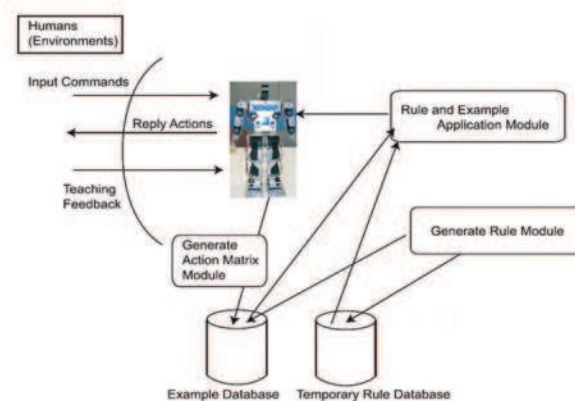 Humans
(Environments)
Input Commands
Reply Actions
Teaching
Feedback
KONDO
Rule and Example
Application Module
Generate
Action Matrix
Module
Generate Rule Module
Example Database
Temporary Rule Database